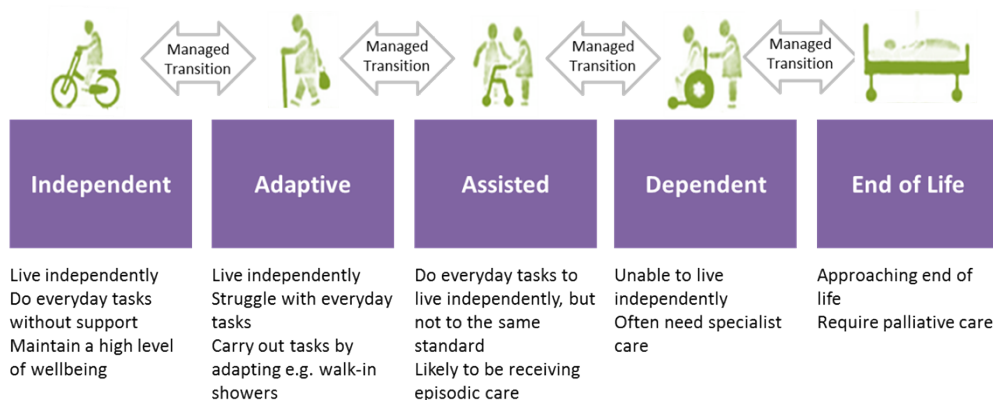 Managed
Transition
Managed
Transition
Managed
Transition
Managed
Transition
Independent
Adaptive
Assisted
Dependent
End of Life
Live independently
Do everyday tasks
without support
Maintain a high level
of wellbeing
Live independently
Struggle with everyday
tasks
Carry out tasks by
adapting e.g. walk-in
showers
Do everyday tasks to
live independently, but
not to the same
standard
Likely to be receiving
episodic care
Unable to live
independently
Often need specialist
care
Approaching end of
life
Require palliative care